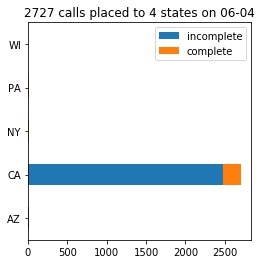 2727 calls placed to 4 states on 06-04
incomplete
complete
WI
PA
NY
CA
AZ
0
500
1000
1500
2000
2500